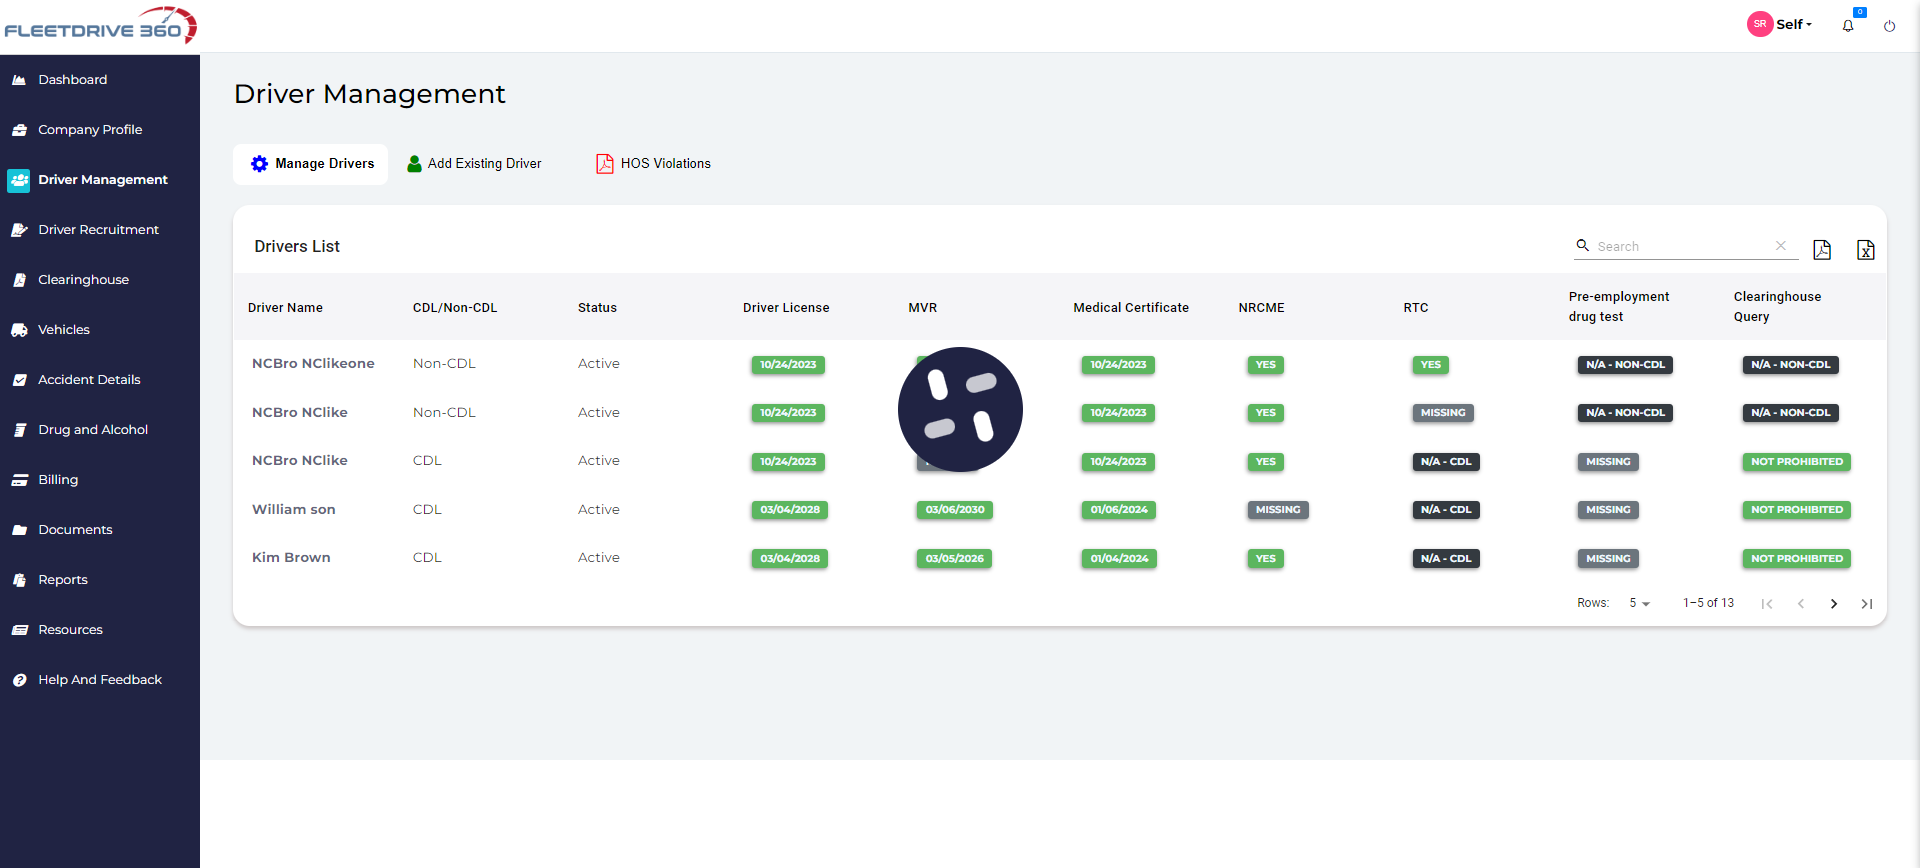 FLEETDRIVE 360
SR Self
0
Dashboard
Company Profile
Driver Management
Driver Recruitment
Clearinghouse
Vehicles
Accident Details
Drug and Alcohol
Billing
Documents
Reports
Resources
Help And Feedback
Driver Management
Manage Drivers Add Existing Driver HOS Violations
Drivers List Search
Driver Name CDL/Non-CDL Status Driver License MVR Medical Certificate NRCME RTC Pre-employment drug test Clearinghouse Query
NCBro NClikeone Non-CDL Active 10/24/2023 10/24/2023 YES YES N/A - NON-CDL N/A - NON-CDL
NCBro NClike Non-CDL Active 10/24/2023 10/24/2023 YES MISSING N/A - NON-CDL N/A - NON-CDL
NCBro NClike CDL Active 10/24/2023 10/24/2023 YES N/A - CDL MISSING NOT PROHIBITED
William son CDL Active 03/04/2028 03/06/2030 01/06/2024 MISSING N/A - CDL MISSING NOT PROHIBITED
Kim Brown CDL Active 03/04/2028 03/05/2026 01/04/2024 YES N/A - CDL MISSING NOT PROHIBITED
Rows: 5 1–5 of 13